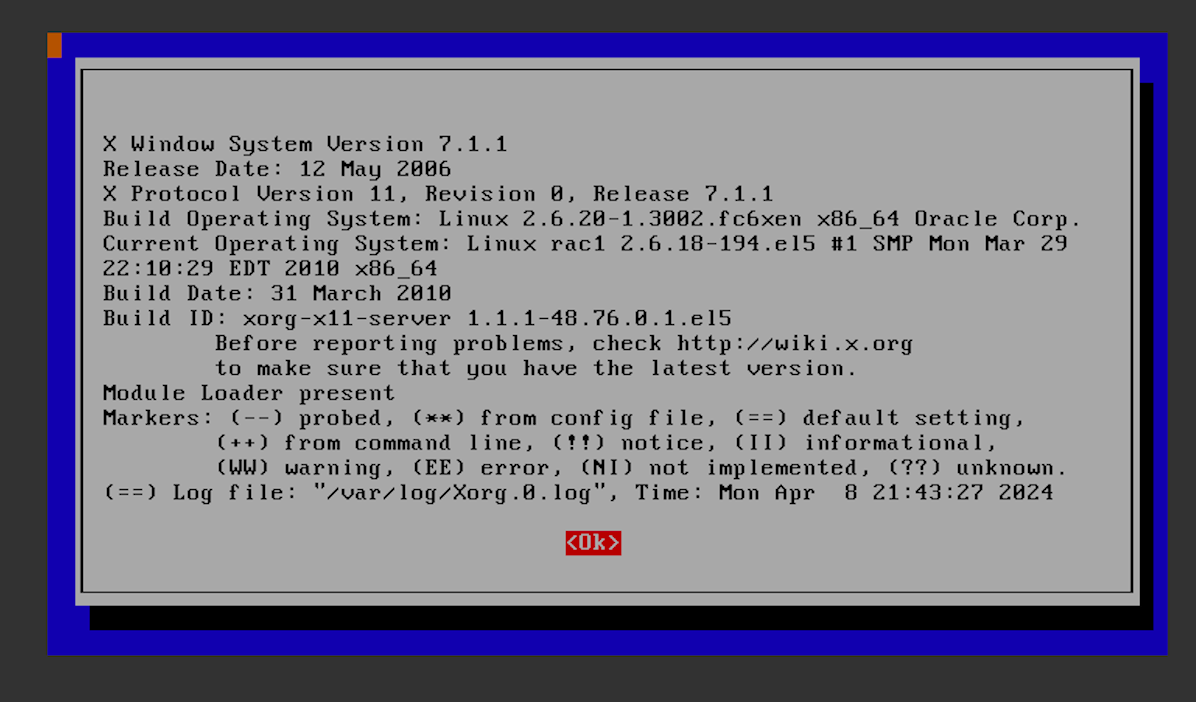 X Window System Version 7.1.1
Release Date: 12 May 2006
X Protocol Version 11, Revision 0, Release 7.1.1
Build Operating System: Linux 2.6.20-1.3002.fc6xen x86_64 Oracle Corp.
Current Operating System: Linux rac1 2.6.18-194.el5 #1 SMP Mon Mar 29
22:10:29 EDT 2010 x86_64
Build Date: 31 March 2010
Build ID: xorg-x11-server 1.1.1-48.76.0.1.el5
Before reporting problems, check http://wiki.x.org
to make sure that you have the latest version.
Module Loader present
Markers: (--) probed, (**) from config file, (==) default setting,
(++) from command line, (!!) notice, (II) informational,
(WW) warning, (EE) error, (NI) not implemented, (??) unknown.
(==) Log file: "/var/log/Xorg.0.log", Time: Mon Apr  8 21:43:27 2024
<Ok>